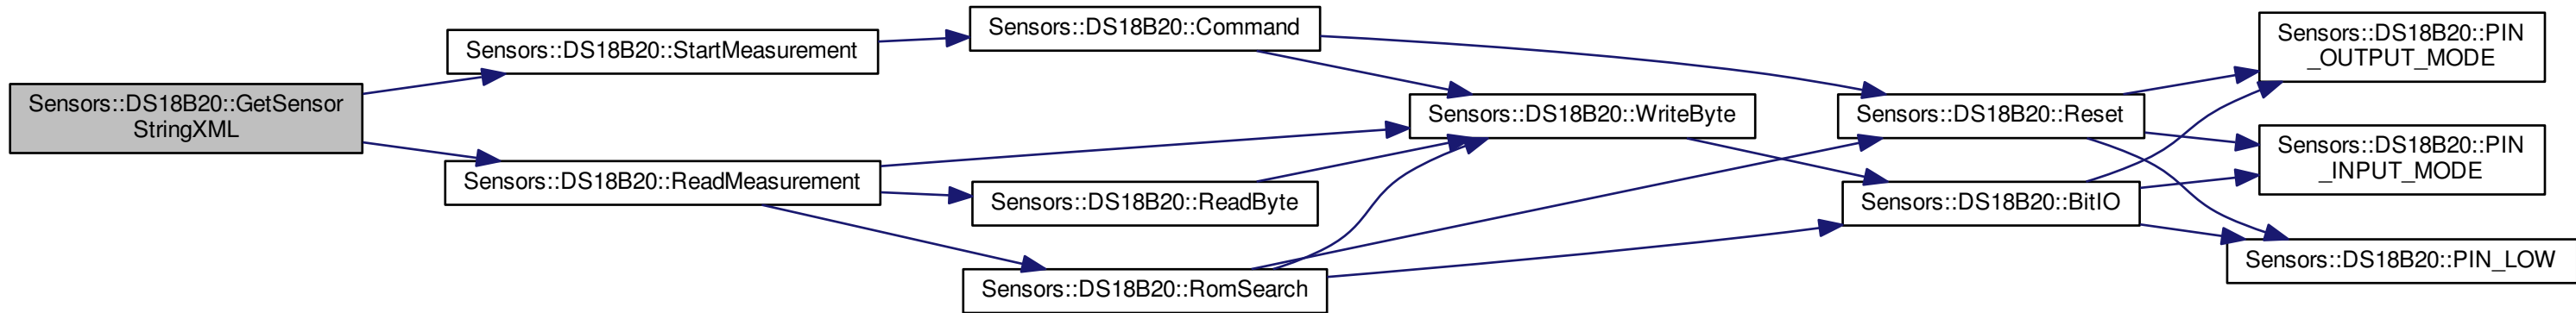 Sensors::DS18B20::GetSensor
StringXML
Sensors::DS18B20::StartMeasurement
Sensors::DS18B20::ReadMeasurement
Sensors::DS18B20::Command
Sensors::DS18B20::ReadByte
Sensors::DS18B20::RomSearch
Sensors::DS18B20::WriteByte
Sensors::DS18B20::Reset
Sensors::DS18B20::BitIO
Sensors::DS18B20::PIN
_OUTPUT_MODE
Sensors::DS18B20::PIN
_INPUT_MODE
Sensors::DS18B20::PIN_LOW